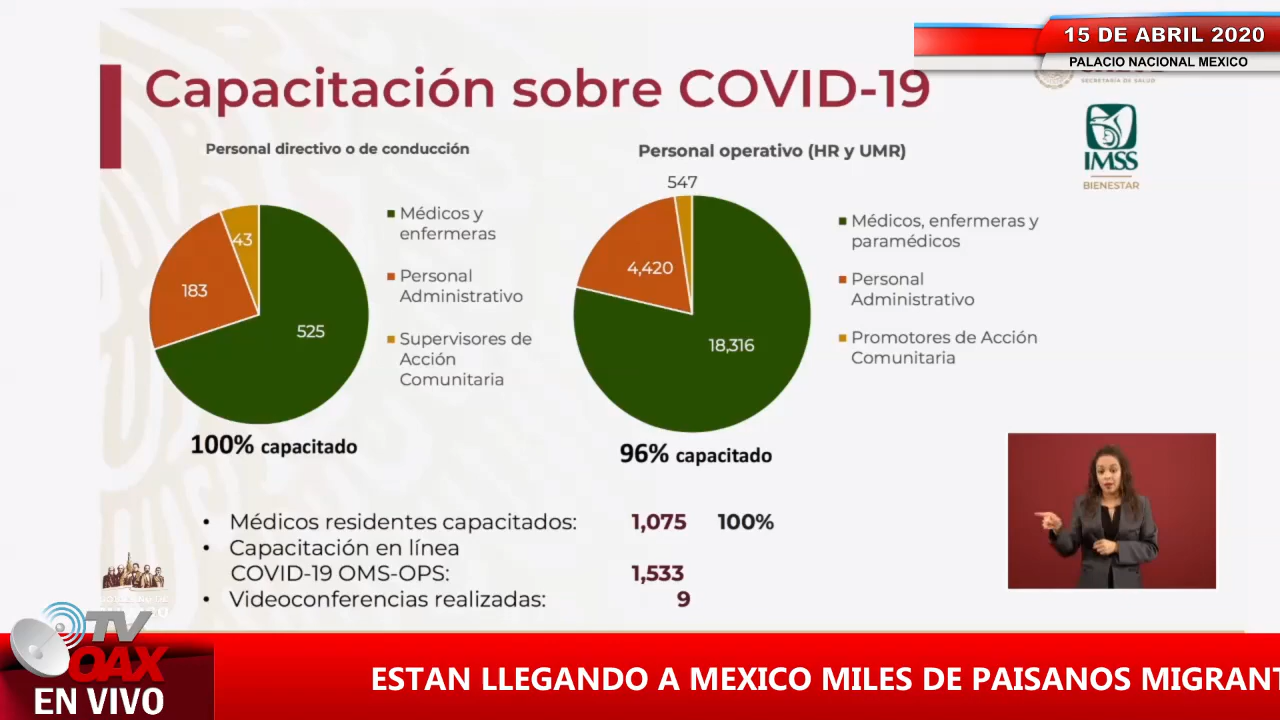 15 DE ABRIL 2020
PALACIO NACIONAL MEXICO
SECRETARÍA DE SALUD
Capacitación sobre COVID-19
IMSS
BIENESTAR
Personal directivo o de conducción
43
183
525
Médicos y
enfermeras
Personal
Administrativo
Supervisores de
Acción
Comunitaria
100% capacitado
Personal operativo (HR y UMR)
547
4,420
18,316
Médicos, enfermeras y
paramédicos
Personal
Administrativo
Promotores de Acción
Comunitaria
96% capacitado
• Médicos residentes capacitados: 1,075 100%
• Capacitación en línea
COVID-19 OMS-OPS: 1,533
• Videoconferencias realizadas: 9
TV
OAX
EN VIVO
ESTAN LLEGANDO A MEXICO MILES DE PAISANOS MIGRANT